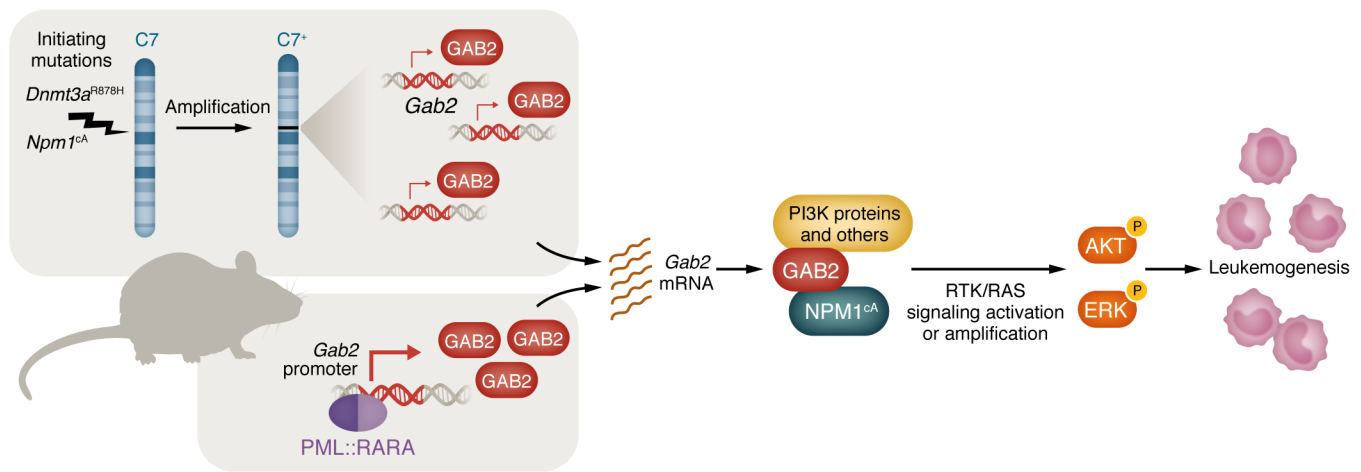 Initiating
mutations
Dnmt3aR878H
Npm1cA
C7
Amplification
C7+
GAB2
Gab2
GAB2
GAB2
Gab2
promoter
GAB2
GAB2
GAB2
PML::RARA
Gab2
mRNA
PI3K proteins
and others
GAB2
NPM1cA
RTK/RAS
signaling activation
or amplification
AKT
P
ERK
P
Leukemogenesis